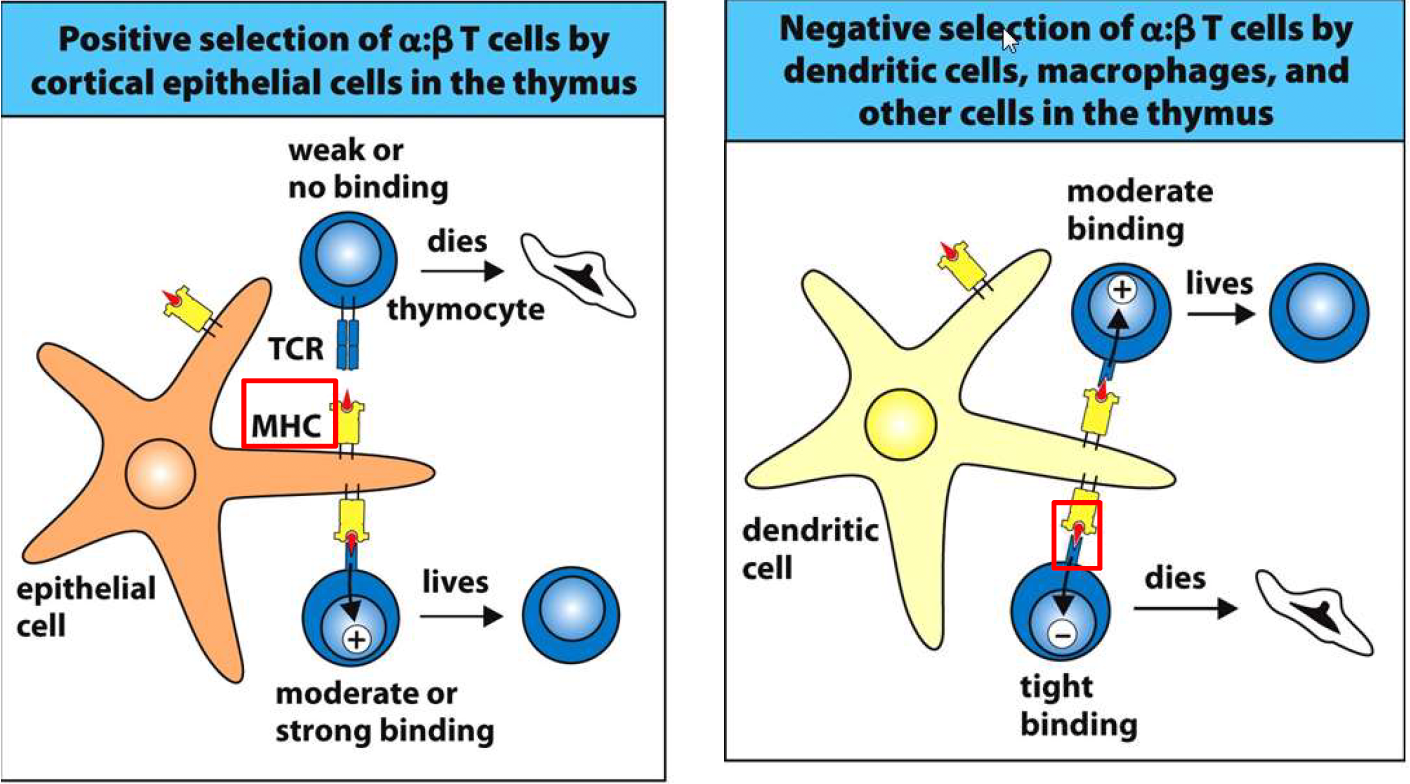 Positive selection of α:β T cells by
cortical epithelial cells in the thymus
weak or
no binding
dies
thymocyte
TCR
MHC
epithelial
cell
lives
+
moderate or
strong binding
Negative selection of α:β T cells by
dendritic cells, macrophages, and
other cells in the thymus
moderate
binding
+
lives
dendritic
cell
dies
−
tight
binding